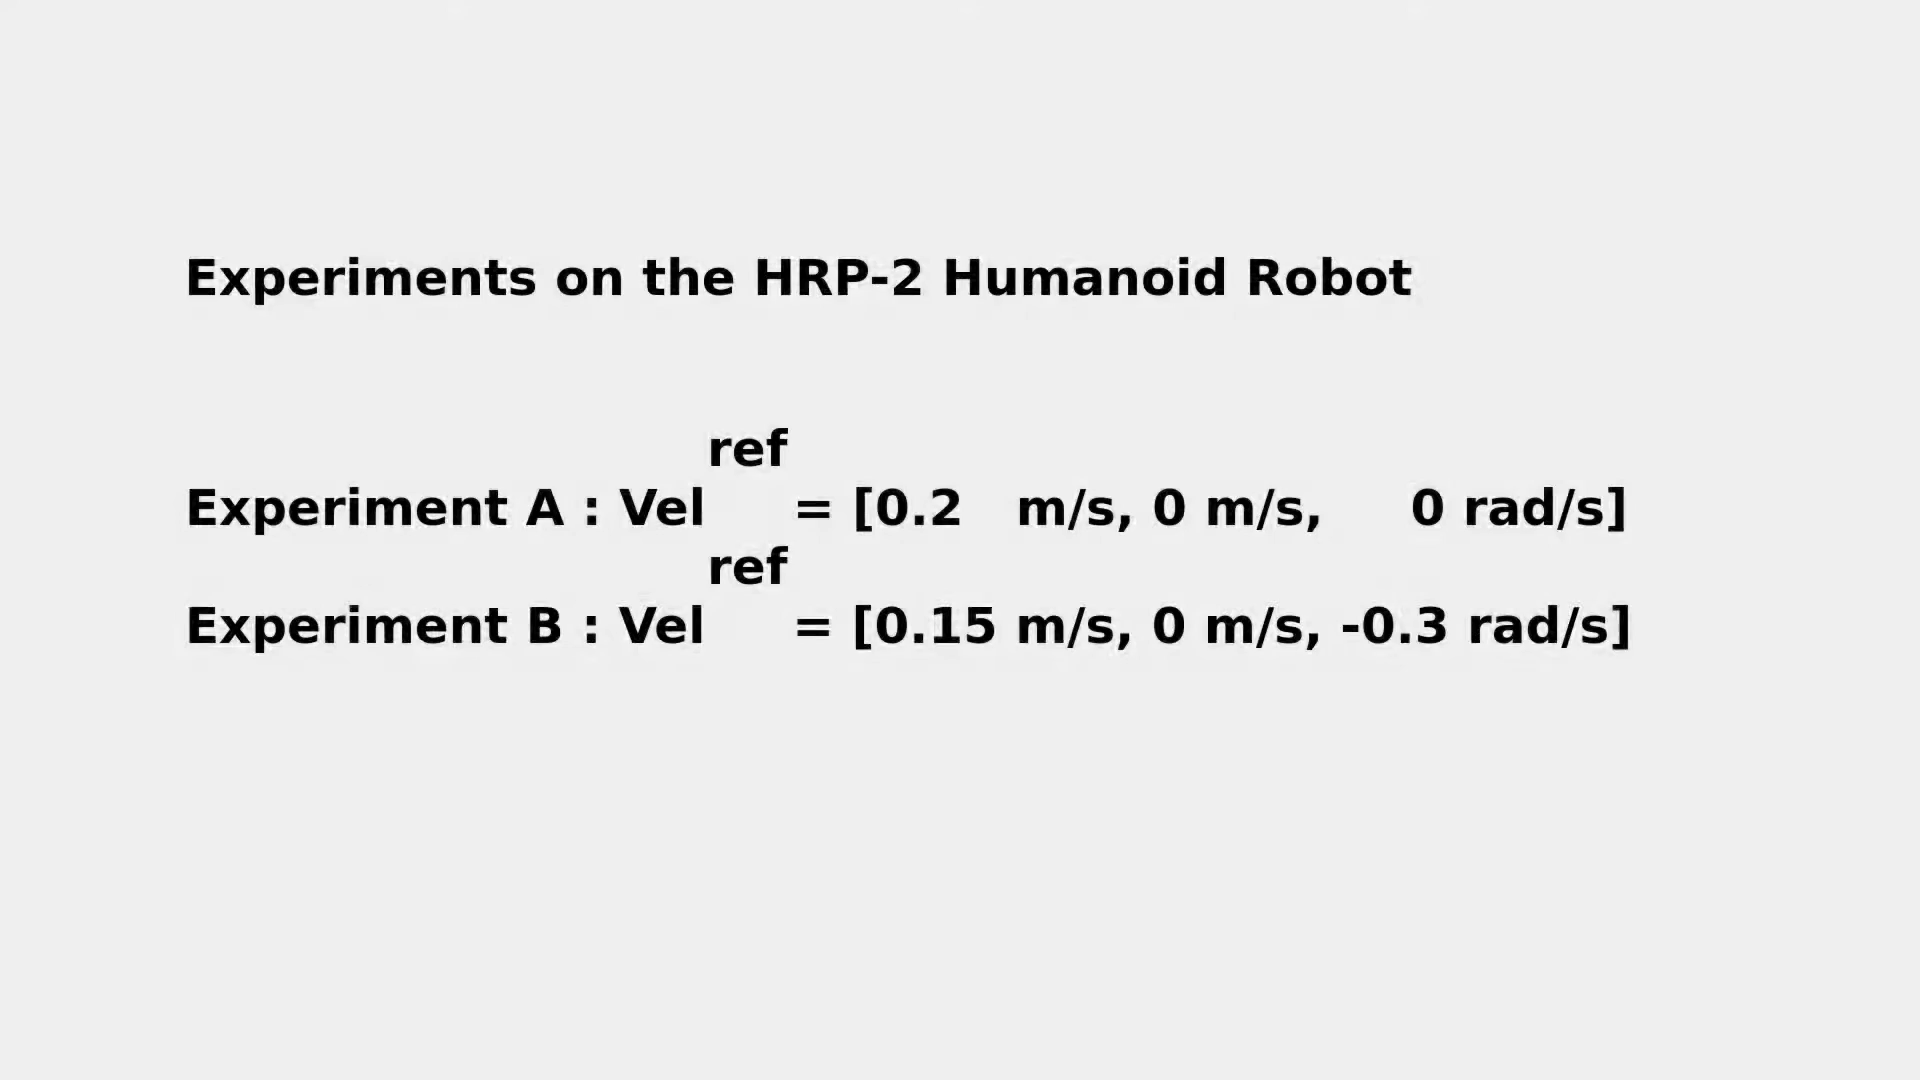 Experiments on the HRP-2 Humanoid Robot
ref
Experiment A : Vel = [0.2 m/s, 0 m/s, 0 rad/s]
ref
Experiment B : Vel = [0.15 m/s, 0 m/s, -0.3 rad/s]